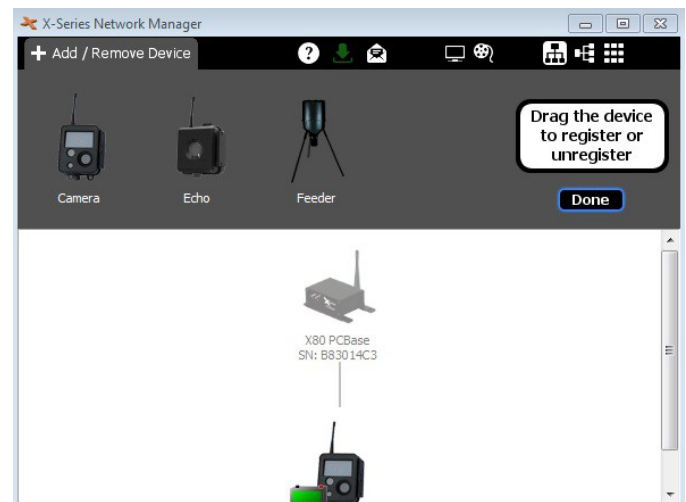 X-Series Network Manager
Add / Remove Device
?
Drag the device
to register or
unregister
Camera
Echo
Feeder
Done
X80 PCBase
SN: B83014C3